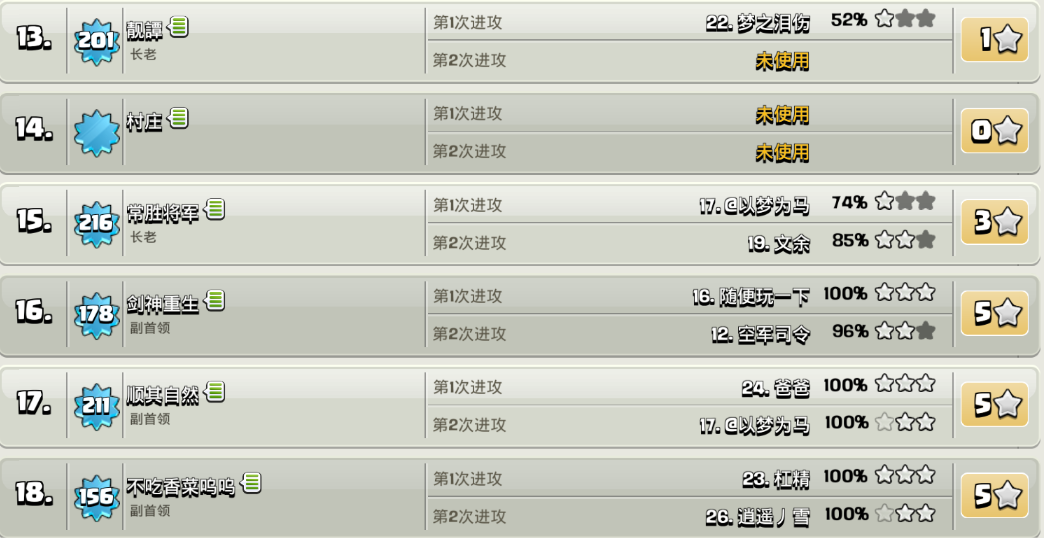 13. 201 靓譚 长老 第1次进攻 22. 梦之泪伤 52% 1
第2次进攻 未使用
14. 村庄 第1次进攻 未使用 0
第2次进攻 未使用
15. 216 常胜将军 长老 第1次进攻 17. @以梦为马 74% 3
第2次进攻 19. 文余 85%
16. 178 剑神重生 副首领 第1次进攻 16. 随便玩一下 100% 5
第2次进攻 12. 空军司令 96%
17. 211 顺其自然 副首领 第1次进攻 24. 爸爸 100% 5
第2次进攻 17. @以梦为马 100%
18. 156 不吃香菜呜呜 副首领 第1次进攻 23. 杠精 100% 5
第2次进攻 26. 逍遥丿雪 100%